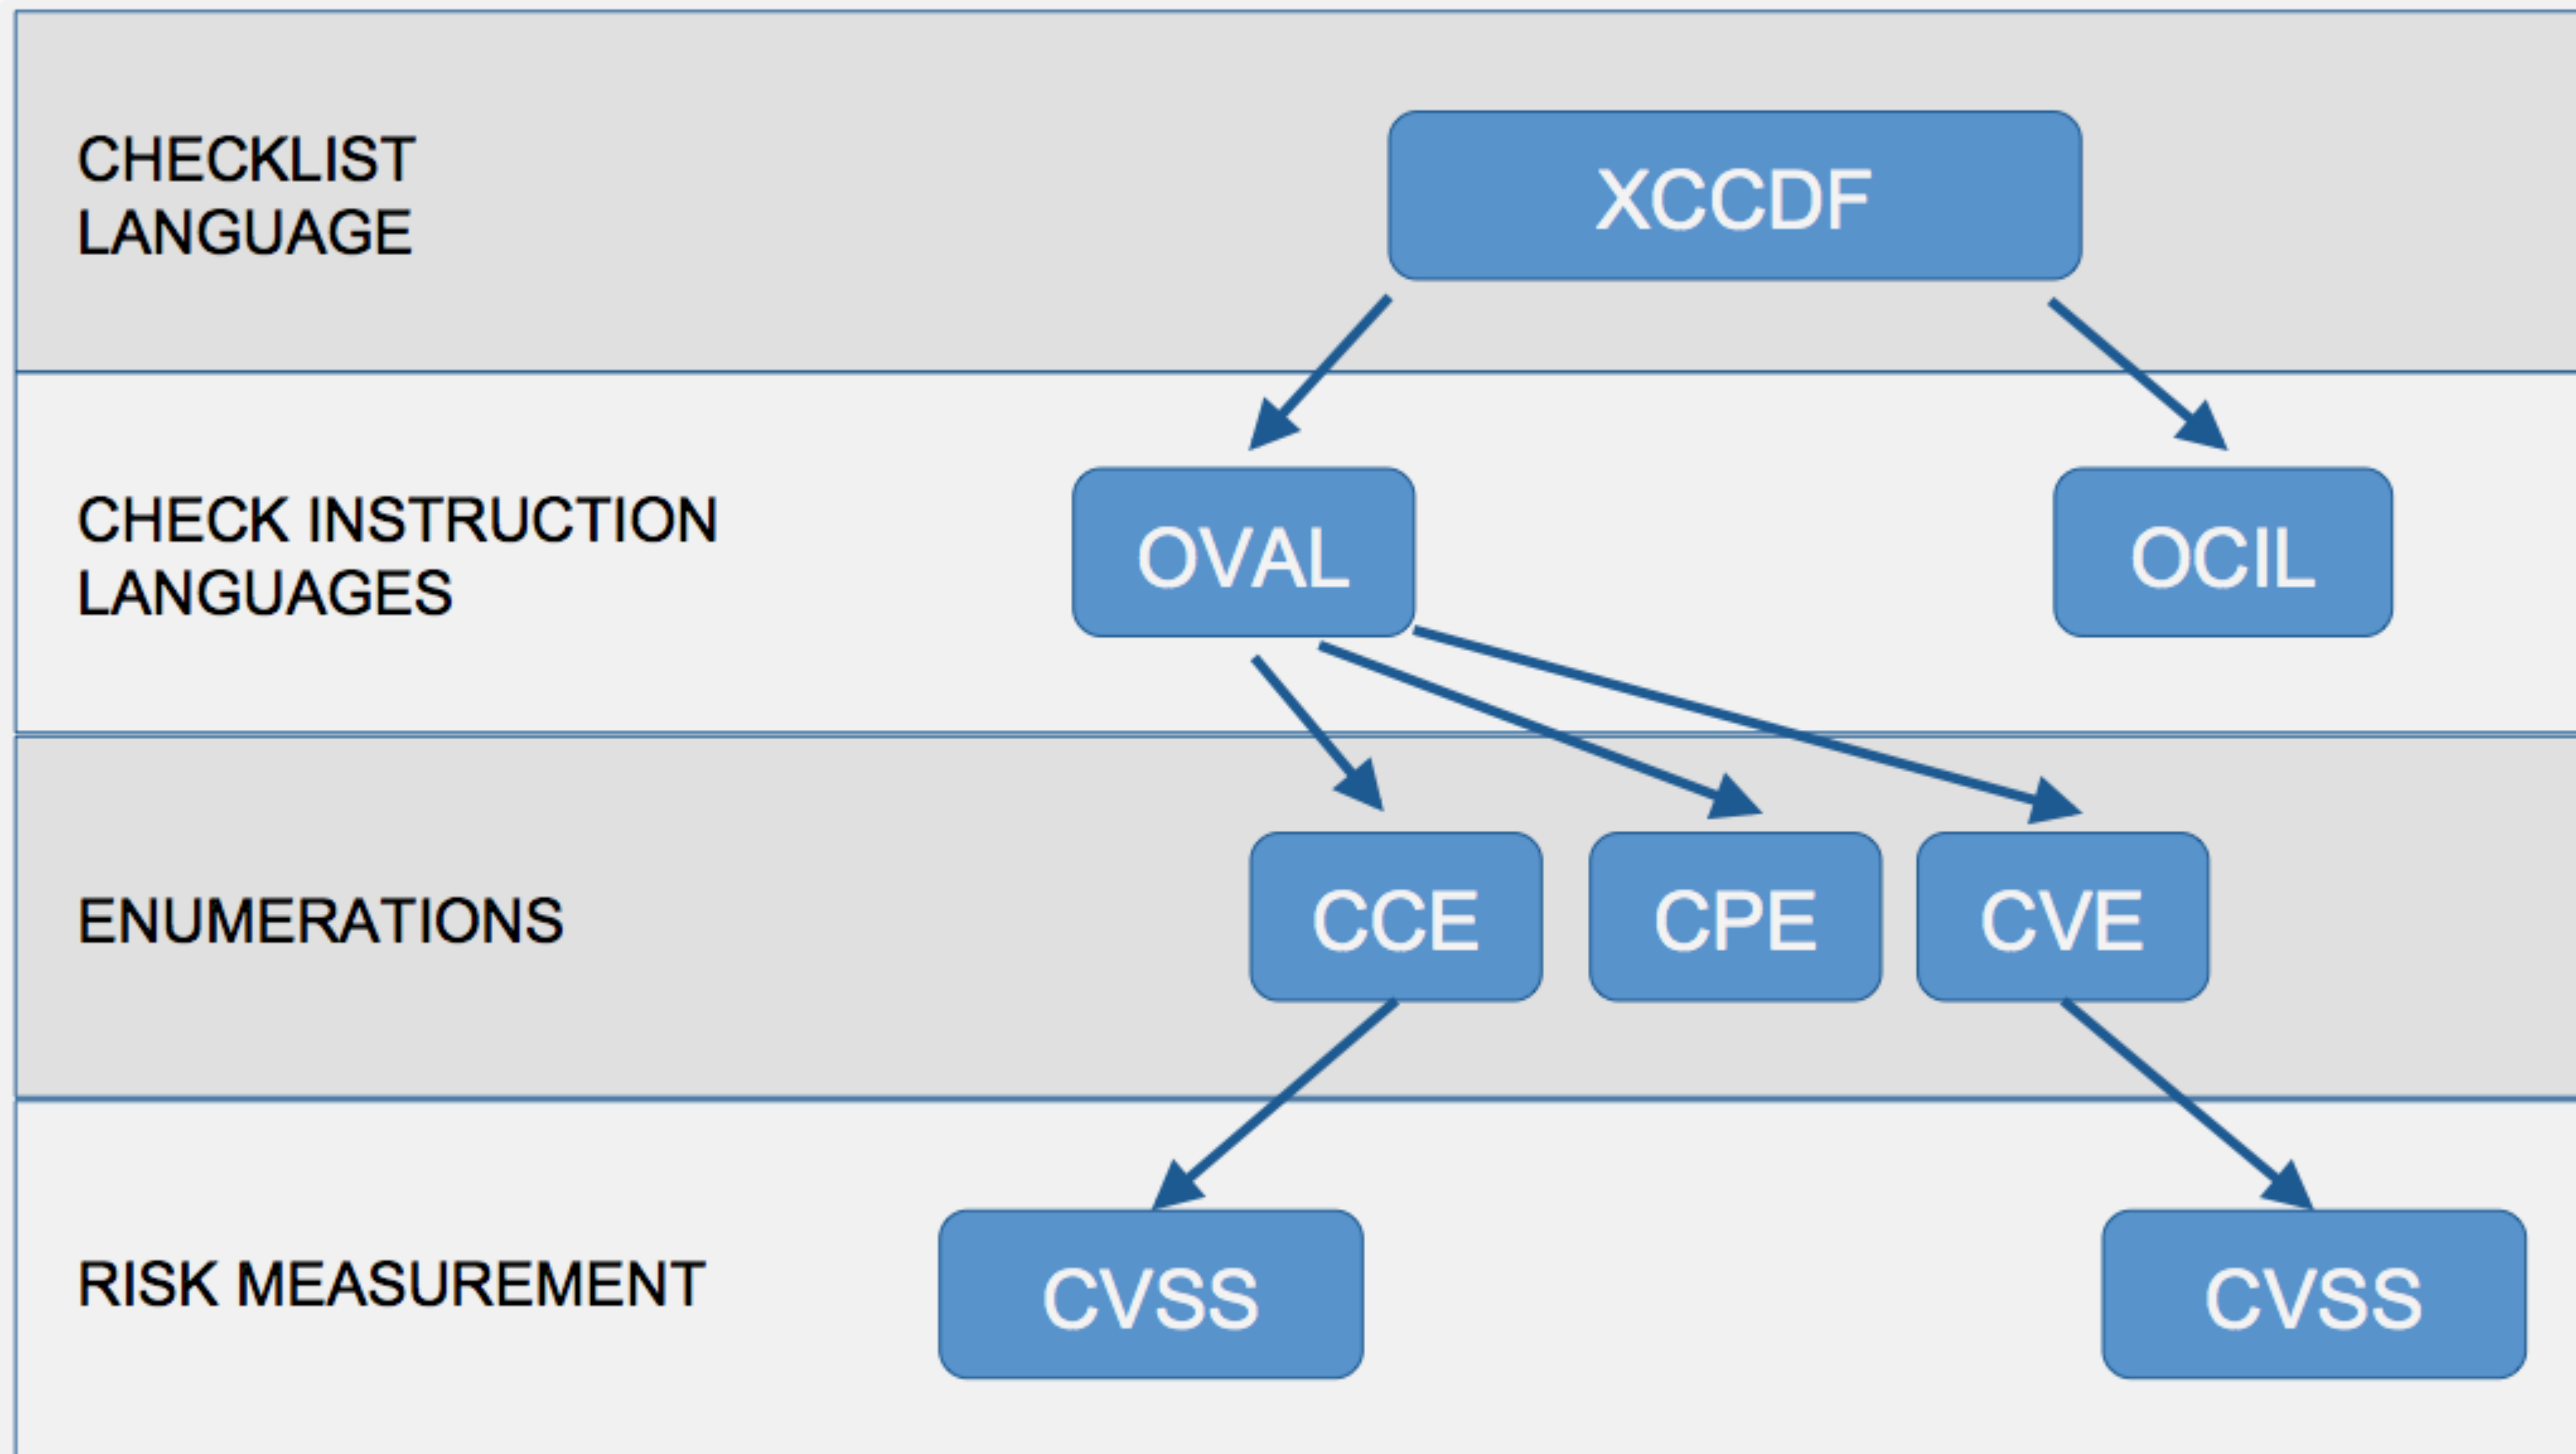 CHECKLIST
LANGUAGE
XCCDF
CHECK INSTRUCTION
LANGUAGES
OVAL
OCIL
ENUMERATIONS
CCE
CPE
CVE
RISK MEASUREMENT
CVSS
CVSS